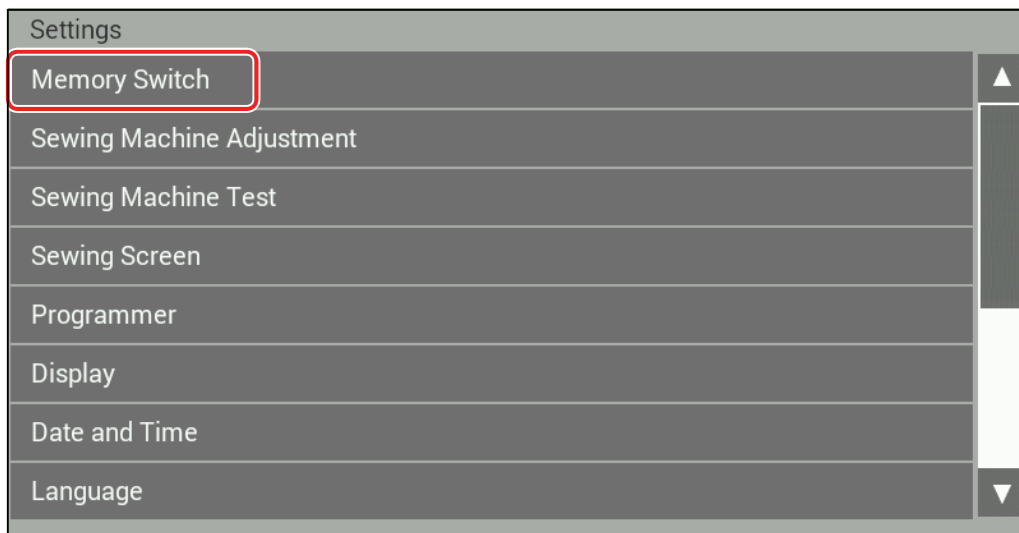 Settings
Memory Switch
Sewing Machine Adjustment
Sewing Machine Test
Sewing Screen
Programmer
Display
Date and Time
Language